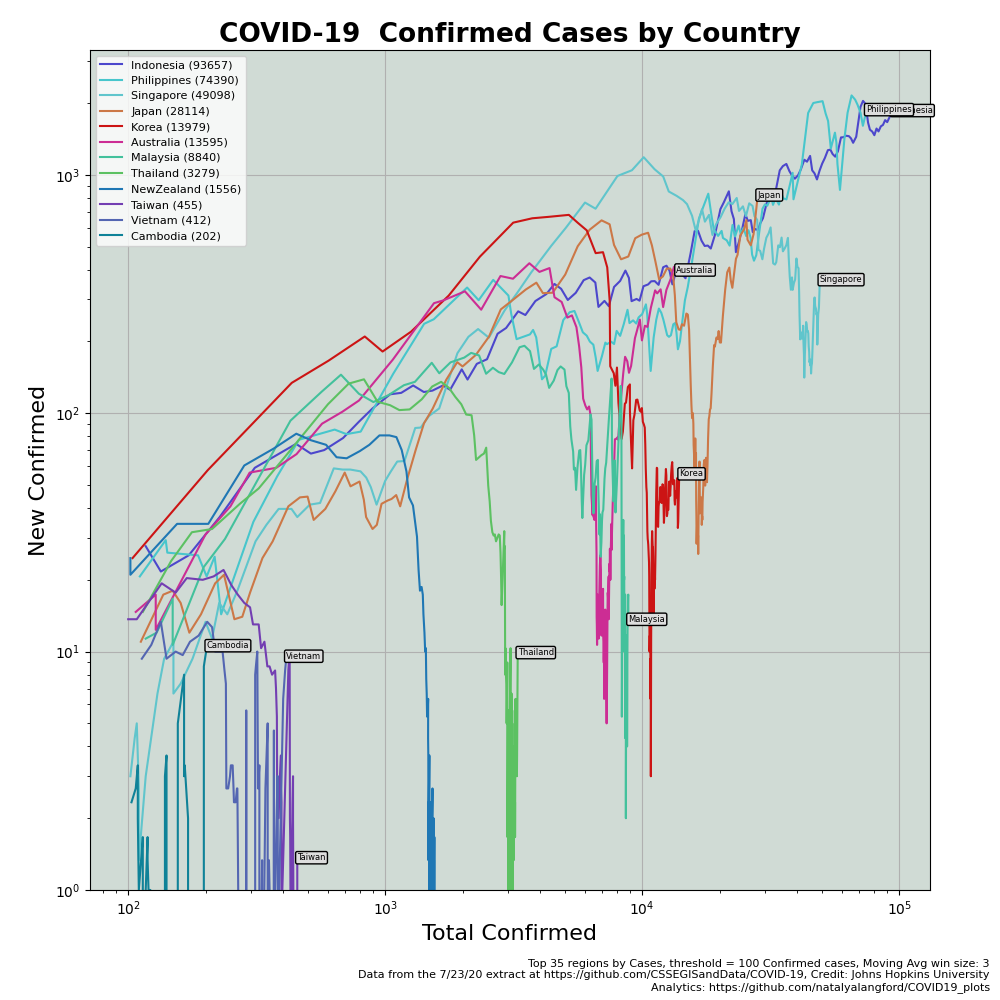 COVID-19  Confirmed Cases by Country
Indonesia (93657)
Philippines (74390)
Singapore (49098)
Japan (28114)
Korea (13979)
Australia (13595)
Malaysia (8840)
Thailand (3279)
NewZealand (1556)
Taiwan (455)
Vietnam (412)
Cambodia (202)
Philippines esia
Japan
Australia
Singapore
Korea
Malaysia
Cambodia
Vietnam
Thailand
Taiwan
New Confirmed
10³
10²
10¹
10⁰
10² 10³ 10⁴ 10⁵
Total Confirmed
Top 35 regions by Cases, threshold = 100 Confirmed cases, Moving Avg win size: 3
Data from the 7/23/20 extract at https://github.com/CSSEGISandData/COVID-19, Credit: Johns Hopkins University
Analytics: https://github.com/natalyalangford/COVID19_plots